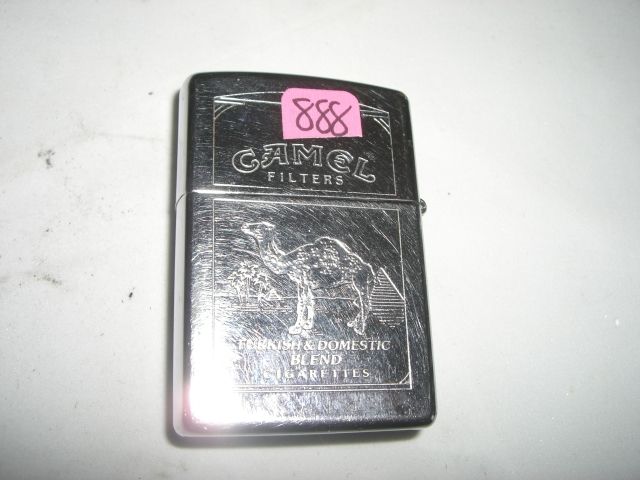 888
CAMEL
FILTERS
TURKISH & DOMESTIC
BLEND
CIGARETTES